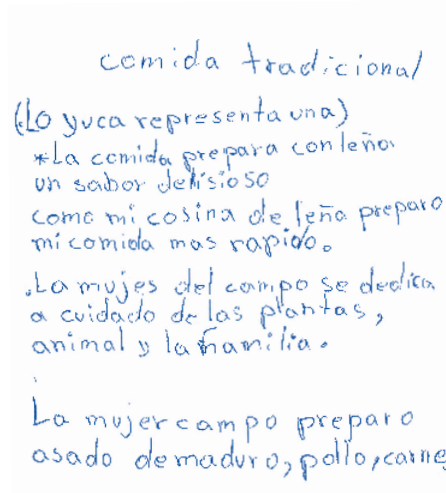 comida tradicional
(Lo yuca representa una)
*La comida prepara con leño.
un sabor delisioso
como mi cosina de leña preparo
mi comida mas rapido.
.La mujes del campo se dedica
a cuidado de las plantas,
animal y la familia.
La mujer campo preparo
asado de maduro, pollo, carne